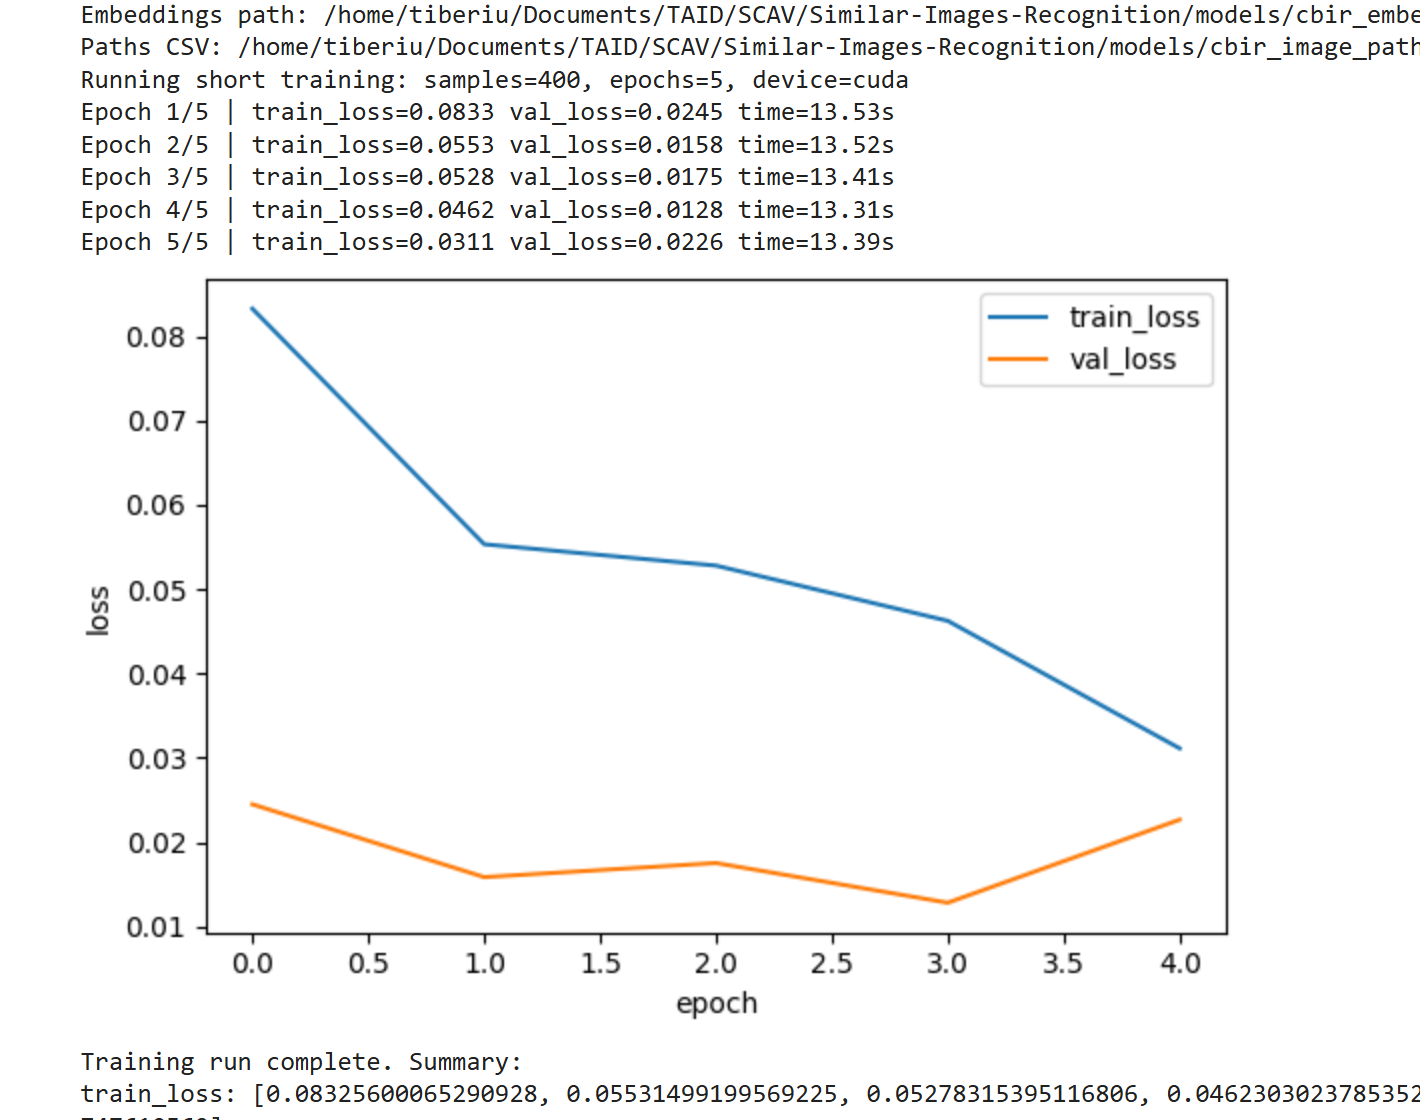 Embeddings path: /home/tiberiu/Documents/TAID/SCAV/Similar-Images-Recognition/models/cbir_embe
Paths CSV: /home/tiberiu/Documents/TAID/SCAV/Similar-Images-Recognition/models/cbir_image_path
Running short training: samples=400, epochs=5, device=cuda
Epoch 1/5 | train_loss=0.0833 val_loss=0.0245 time=13.53s
Epoch 2/5 | train_loss=0.0553 val_loss=0.0158 time=13.52s
Epoch 3/5 | train_loss=0.0528 val_loss=0.0175 time=13.41s
Epoch 4/5 | train_loss=0.0462 val_loss=0.0128 time=13.31s
Epoch 5/5 | train_loss=0.0311 val_loss=0.0226 time=13.39s
train_loss
val_loss
0.08
0.07
0.06
0.05
0.04
0.03
0.02
0.01
loss
0.0 0.5 1.0 1.5 2.0 2.5 3.0 3.5 4.0
epoch
Training run complete. Summary:
train_loss: [0.08325600065290928, 0.05531499199569225, 0.05278315395116806, 0.0462303023785352